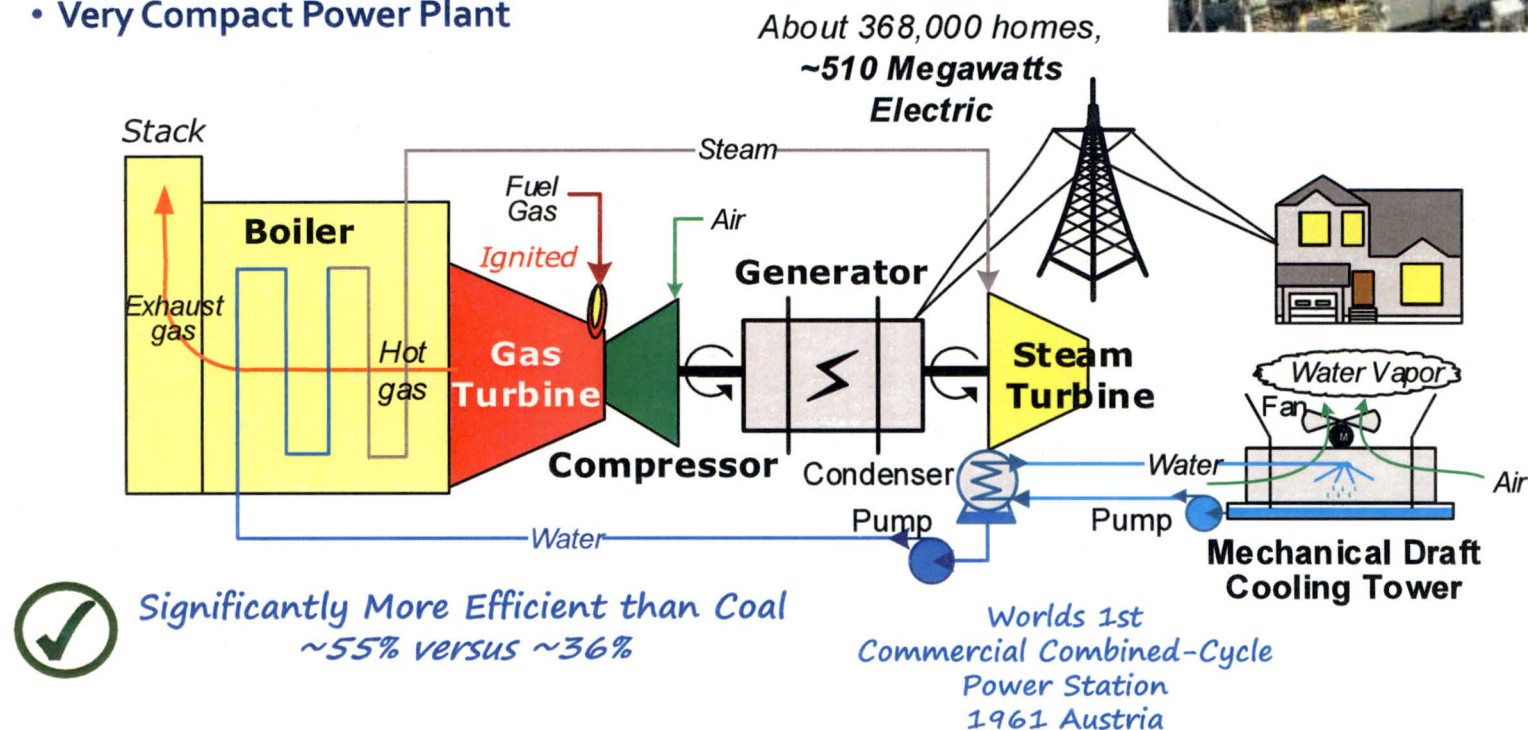 • Very Compact Power Plant
About 368,000 homes,
~510 Megawatts
Electric
Stack
Steam
Fuel
Gas
Air
Boiler
Ignited
Generator
Exhaust
gas
Hot
gas
Gas
Turbine
Steam
Turbine
Water Vapor
Fan
M
Compressor
Condenser
Water
Air
Pump
Pump
Water
Mechanical Draft
Cooling Tower
Significantly More Efficient than Coal
~55% versus ~36%
Worlds 1st
Commercial Combined-Cycle
Power Station
1961 Austria